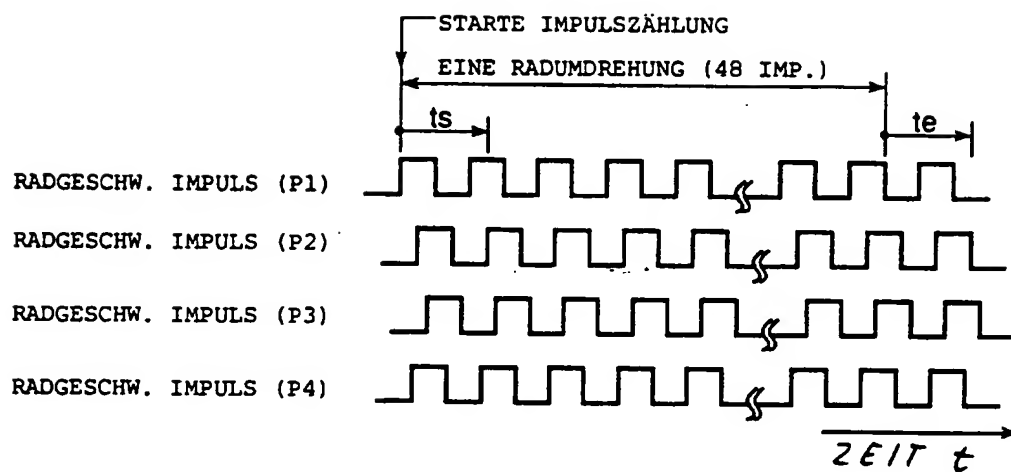 STARTE IMPULSZÄHLUNG
EINE RADUMDREHUNG (48 IMP.)
ts
te
RADGESCHW. IMPULS (P1)
RADGESCHW. IMPULS (P2)
RADGESCHW. IMPULS (P3)
RADGESCHW. IMPULS (P4)
ZEIT t